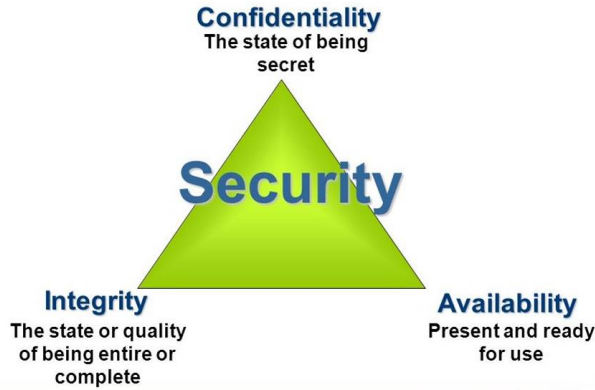 Confidentiality
The state of being
secret
Security
Integrity
The state or quality
of being entire or
complete
Availability
Present and ready
for use